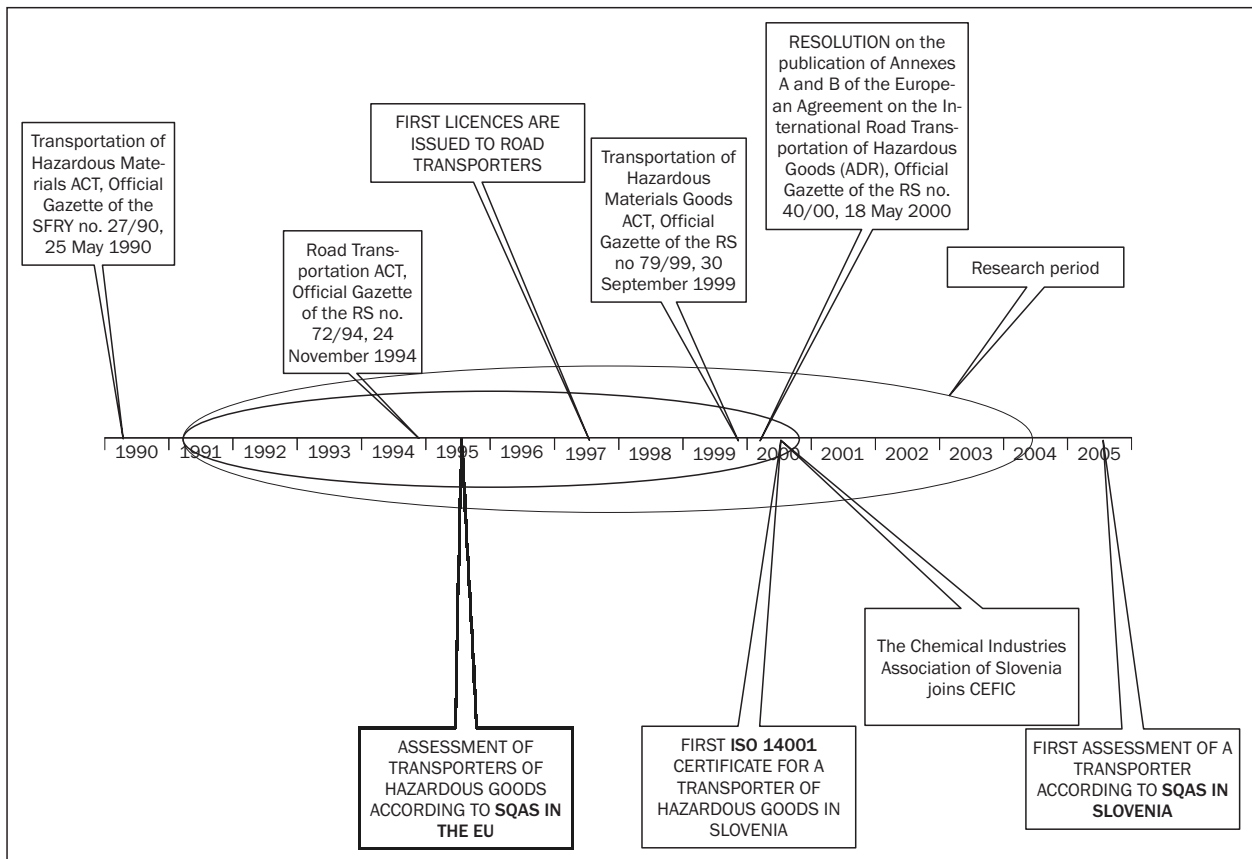 RESOLUTION on the
publication of Annexes
A and B of the Europe-
an Agreement on the In-
ternational Road Trans-
portation of Hazardous
Goods (ADR), Official
Gazette of the RS no.
40/00, 18 May 2000
Transportation of
Hazardous Mate-
rials ACT, Official
Gazette of the
SFRY no. 27/90,
25 May 1990
FIRST LICENCES ARE
ISSUED TO ROAD
TRANSPORTERS
Transportation of
Hazardous
Materials Goods
ACT, Official
Gazette of the RS
no 79/99, 30
September 1999
Road Trans-
portation ACT,
Official Gazette
of the RS no.
72/94, 24
November 1994
Research period
1990 1991 1992 1993 1994 1995 1996 1997 1998 1999 2000 2001 2002 2003 2004 2005
The Chemical Industries
Association of Slovenia
joins CEFIC
ASSESSMENT OF
TRANSPORTERS OF
HAZARDOUS GOODS
ACCORDING TO SQAS IN
THE EU
FIRST ISO 14001
CERTIFICATE FOR A
TRANSPORTER OF
HAZARDOUS GOODS IN
SLOVENIA
FIRST ASSESSMENT OF A
TRANSPORTER
ACCORDING TO SQAS IN
SLOVENIA